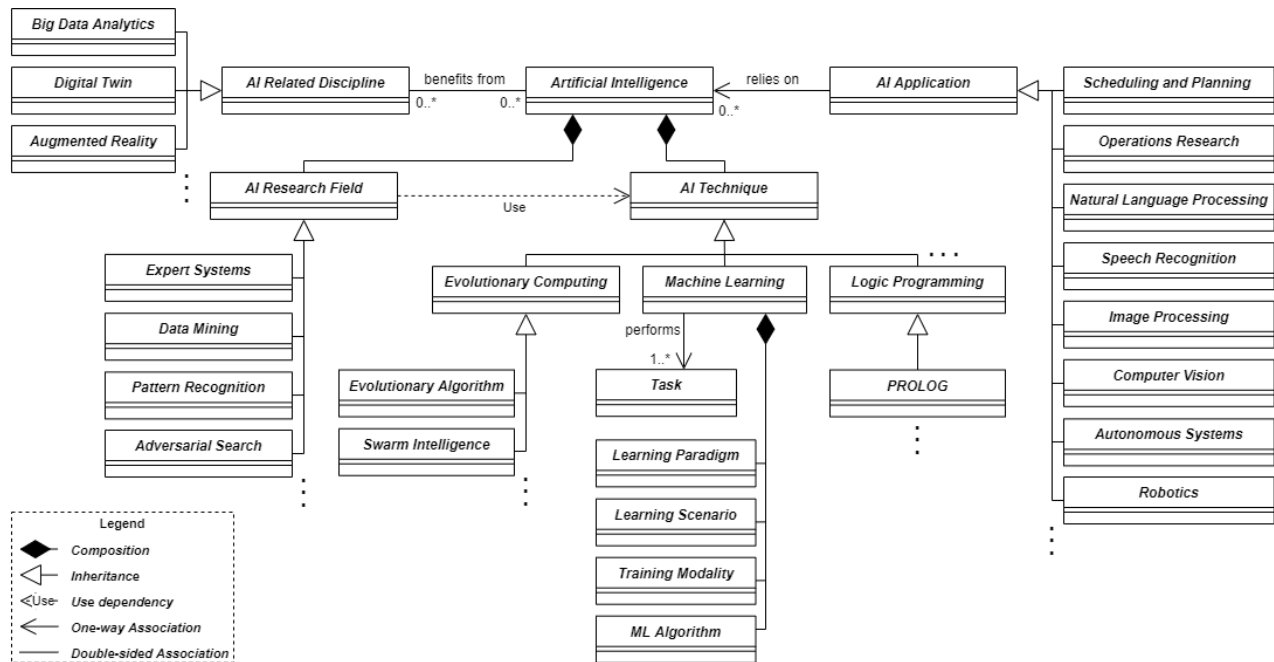 Big Data Analytics
Digital Twin
Augmented Reality
AI Related Discipline
benefits from
0..*
0..*
Artificial Intelligence
relies on
0..*
AI Application
Scheduling and Planning
Operations Research
Natural Language Processing
Speech Recognition
Image Processing
Computer Vision
Autonomous Systems
Robotics
AI Research Field
Use
AI Technique
Expert Systems
Data Mining
Pattern Recognition
Adversarial Search
Evolutionary Computing
Machine Learning
Logic Programming
Evolutionary Algorithm
Swarm Intelligence
performs
1..*
Task
PROLOG
Learning Paradigm
Learning Scenario
Training Modality
ML Algorithm
Legend
Composition
Inheritance
Use
Use dependency
One-way Association
Double-sided Association